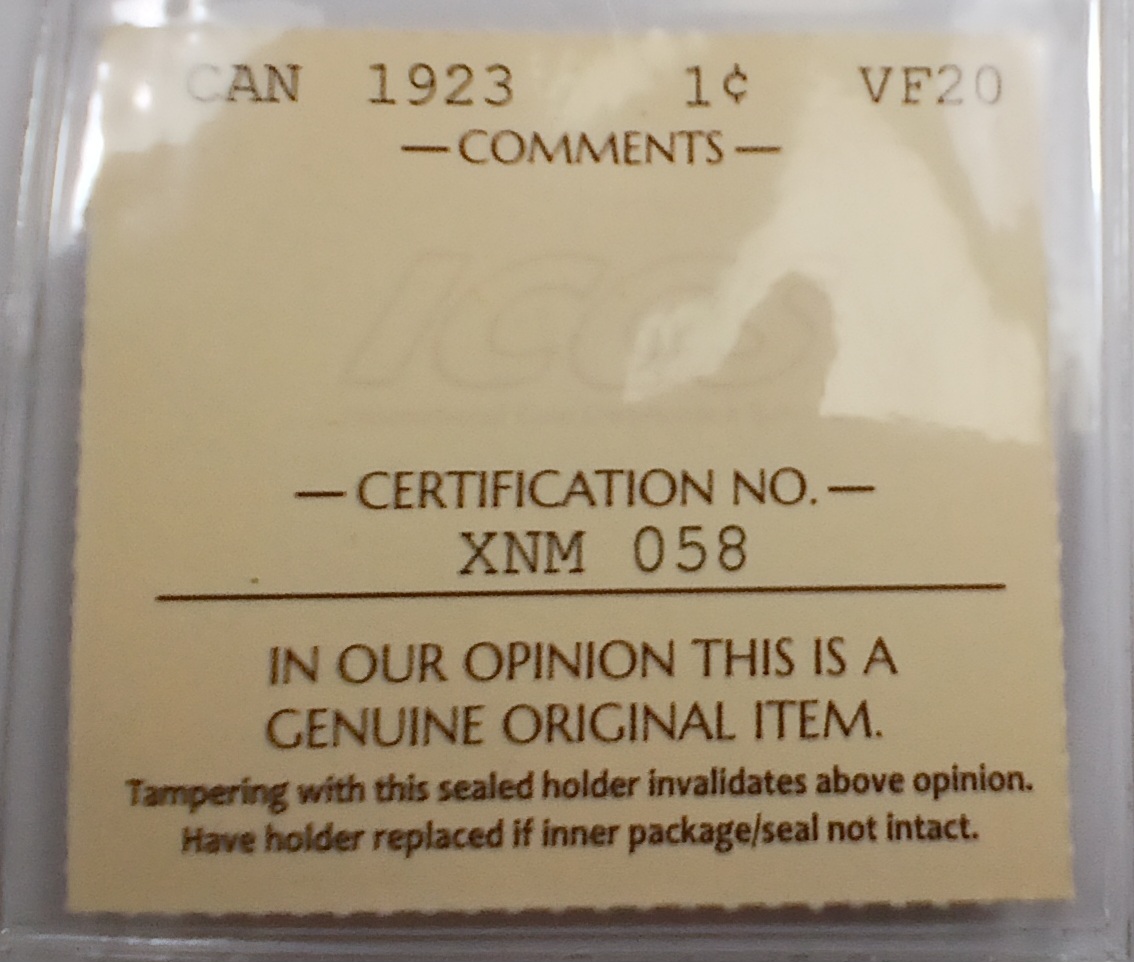 CAN 1923 1¢ VF20
—COMMENTS—
ICCS
—CERTIFICATION NO.—
XNM 058
IN OUR OPINION THIS IS A
GENUINE ORIGINAL ITEM.
Tampering with this sealed holder invalidates above opinion.
Have holder replaced if inner package/seal not intact.